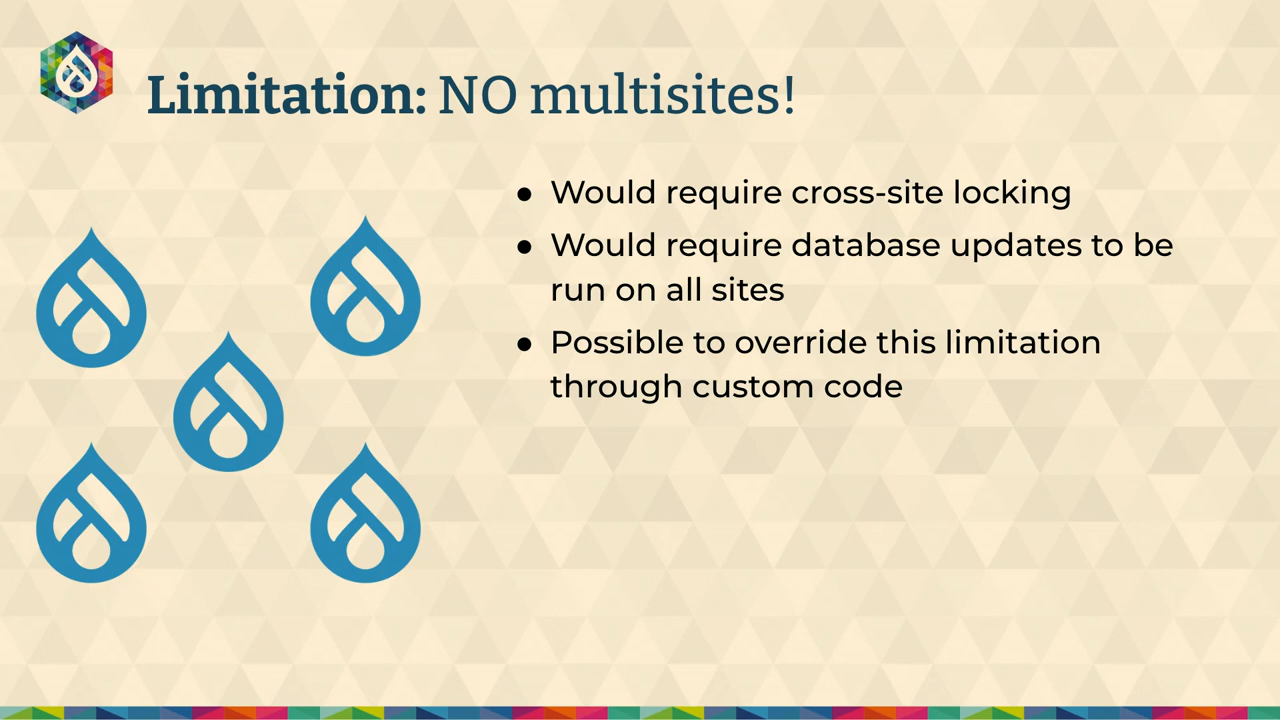 Limitation: NO multisites!
● Would require cross-site locking
● Would require database updates to be
run on all sites
● Possible to override this limitation
through custom code